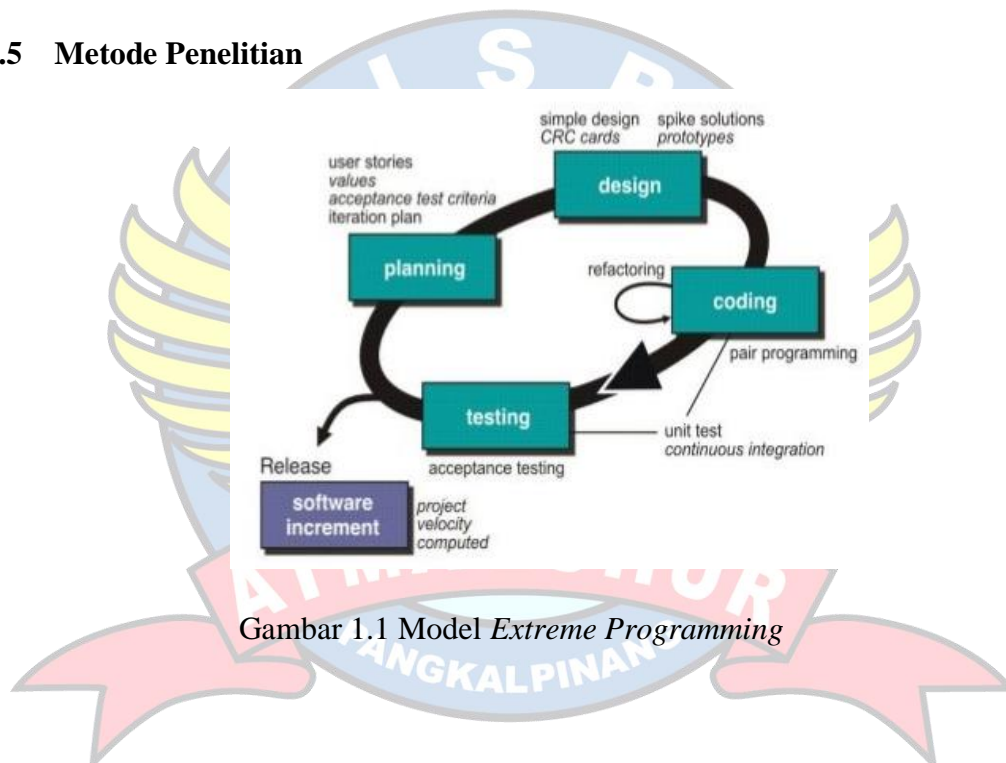 .5 Metode Penelitian
I S B
simple design spike solutions
CRC cards prototypes
design
user stories
values
acceptance test criteria
iteration plan
planning
refactoring
coding
pair programming
testing
unit test
continuous integration
acceptance testing
Release
software
increment
project
velocity
computed
Gambar 1.1 Model Extreme Programming
PANGKALPINANG